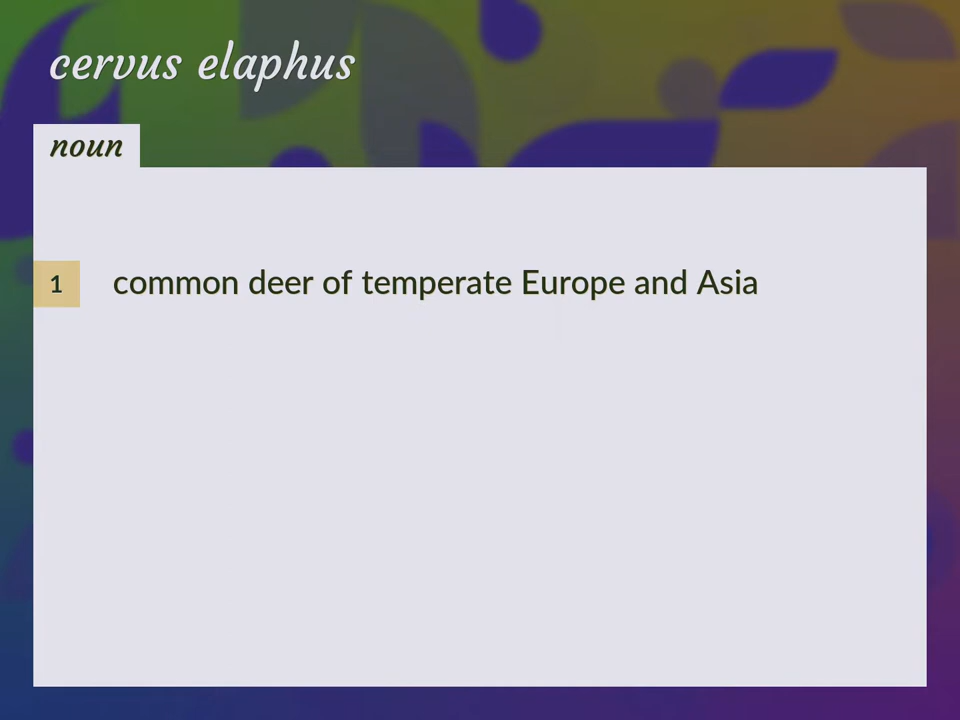 cervus elaphus
noun
1 common deer of temperate Europe and Asia